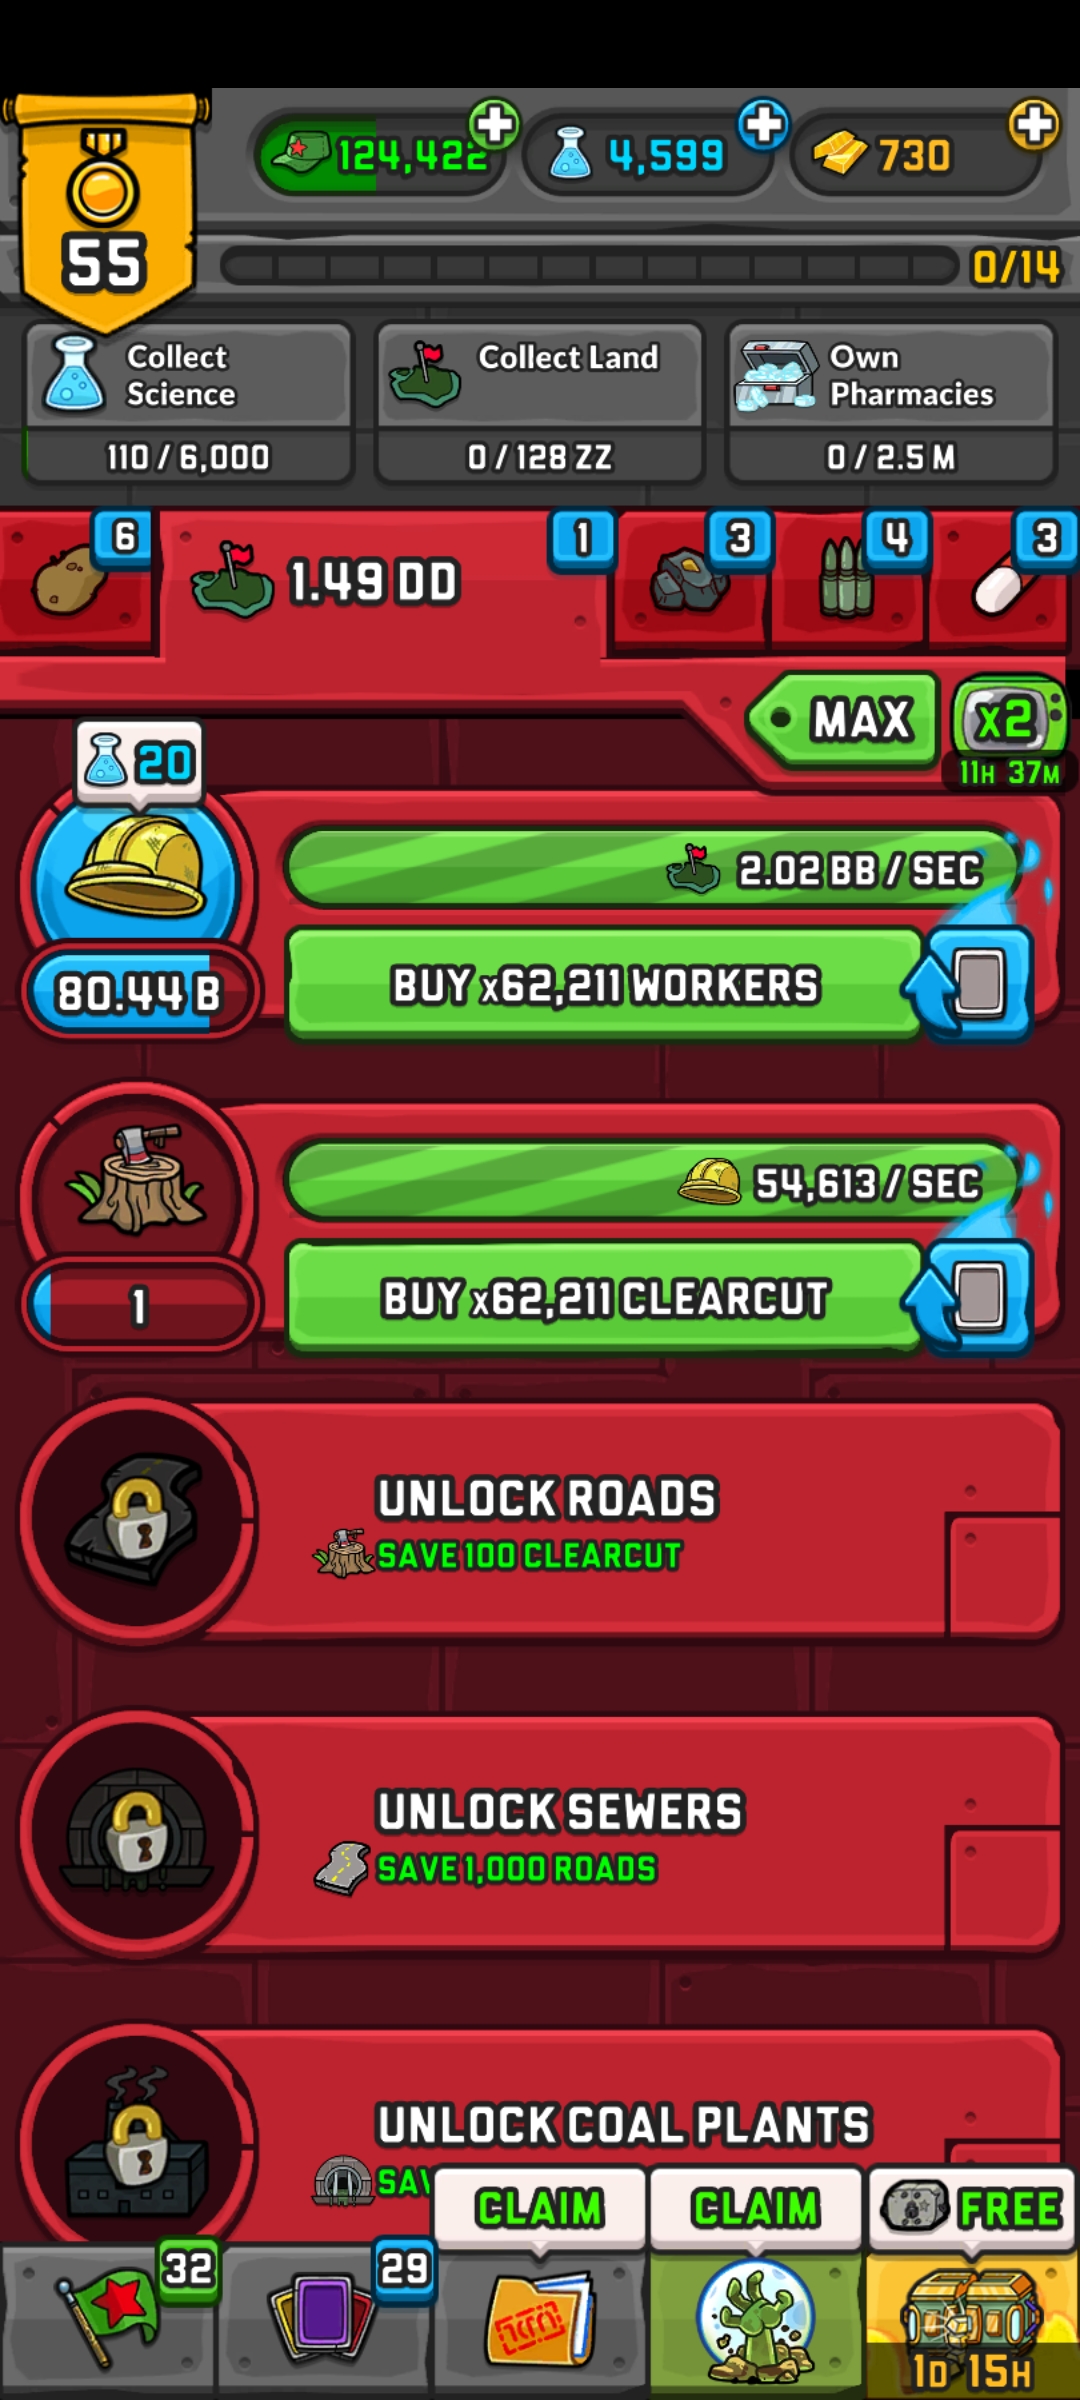 124,422
4,599
730
55
0/14
Collect
Science
110 / 6,000
Collect Land
0 / 128 ZZ
Own
Pharmacies
0 / 2.5 M
6
1.49 DD
1
3
4
3
MAX
x2
11H 37M
20
2.02 BB / SEC
80.44 B
BUY x62,211 WORKERS
54,613 / SEC
1
BUY x62,211 CLEARCUT
UNLOCK ROADS
SAVE 100 CLEARCUT
UNLOCK SEWERS
SAVE 1,000 ROADS
UNLOCK COAL PLANTS
CLAIM
CLAIM
FREE
32
29
1D 15H